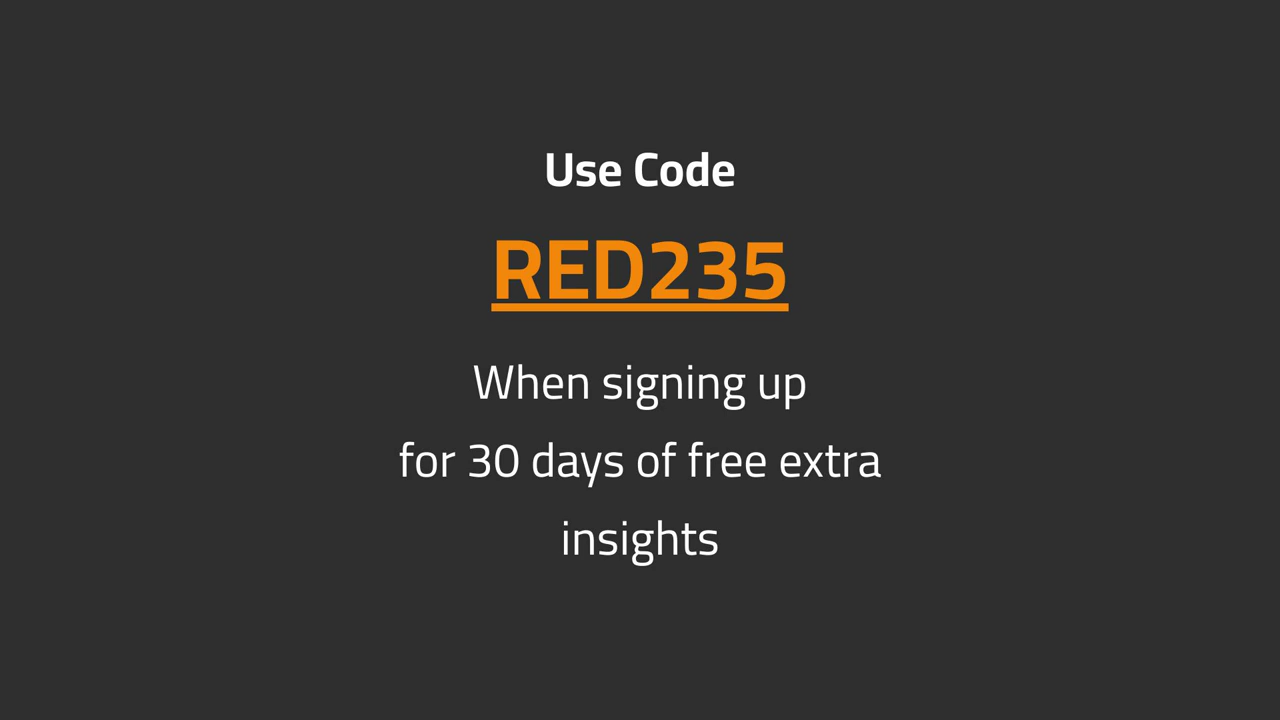 Use Code
RED235
When signing up
for 30 days of free extra
insights